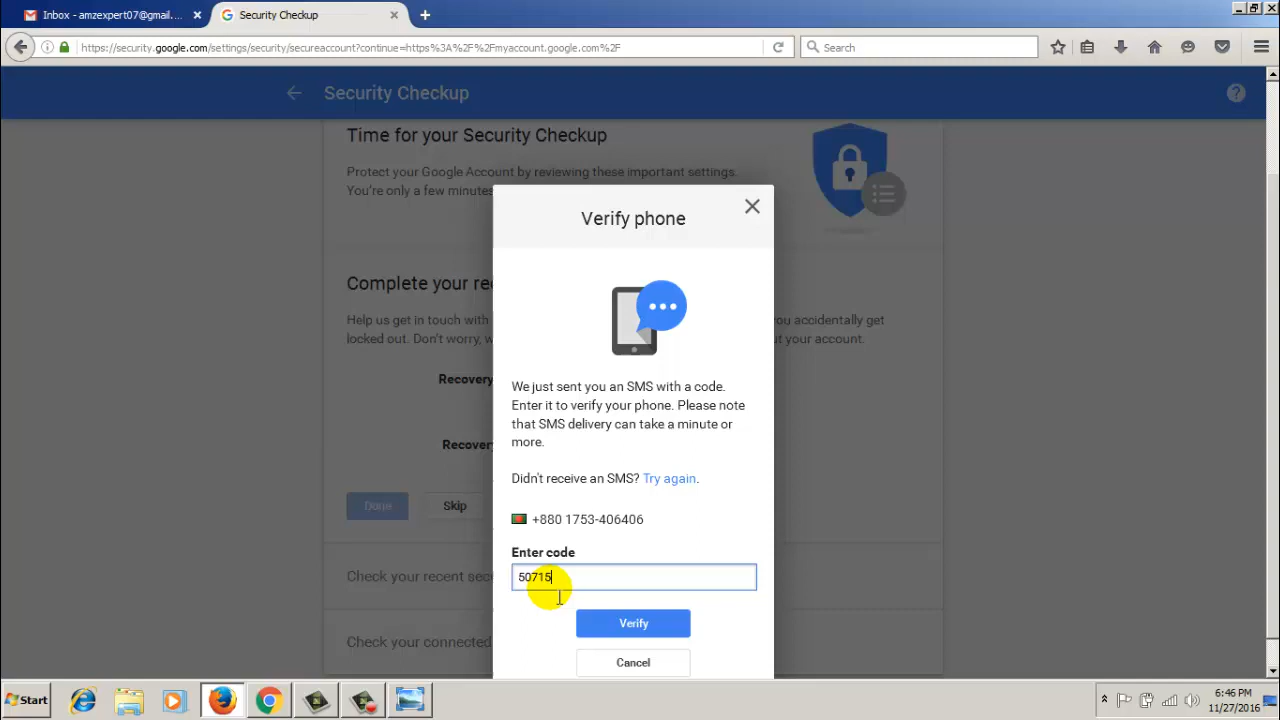 Inbox - amzexpert07@gmail....
Security Checkup
https://security.google.com/settings/security/secureaccount?continue=https%3A%2F%2Fmyaccount.google.com%2F
Search
Security Checkup
Time for your Security Checkup
Protect your Google Account by reviewing these important settings.
You're only a few minutes
Verify phone
Complete your re
Help us get in touch with
you accidentally get
locked out. Don't worry, w
out your account.
Recovery
Recovery
Done
Skip
We just sent you an SMS with a code.
Enter it to verify your phone. Please note
that SMS delivery can take a minute or
more.
Didn't receive an SMS? Try again.
+880 1753-406406
Enter code
50715
Verify
Cancel
Check your recent sec
Check your connected
Start
6:46 PM
11/27/2016